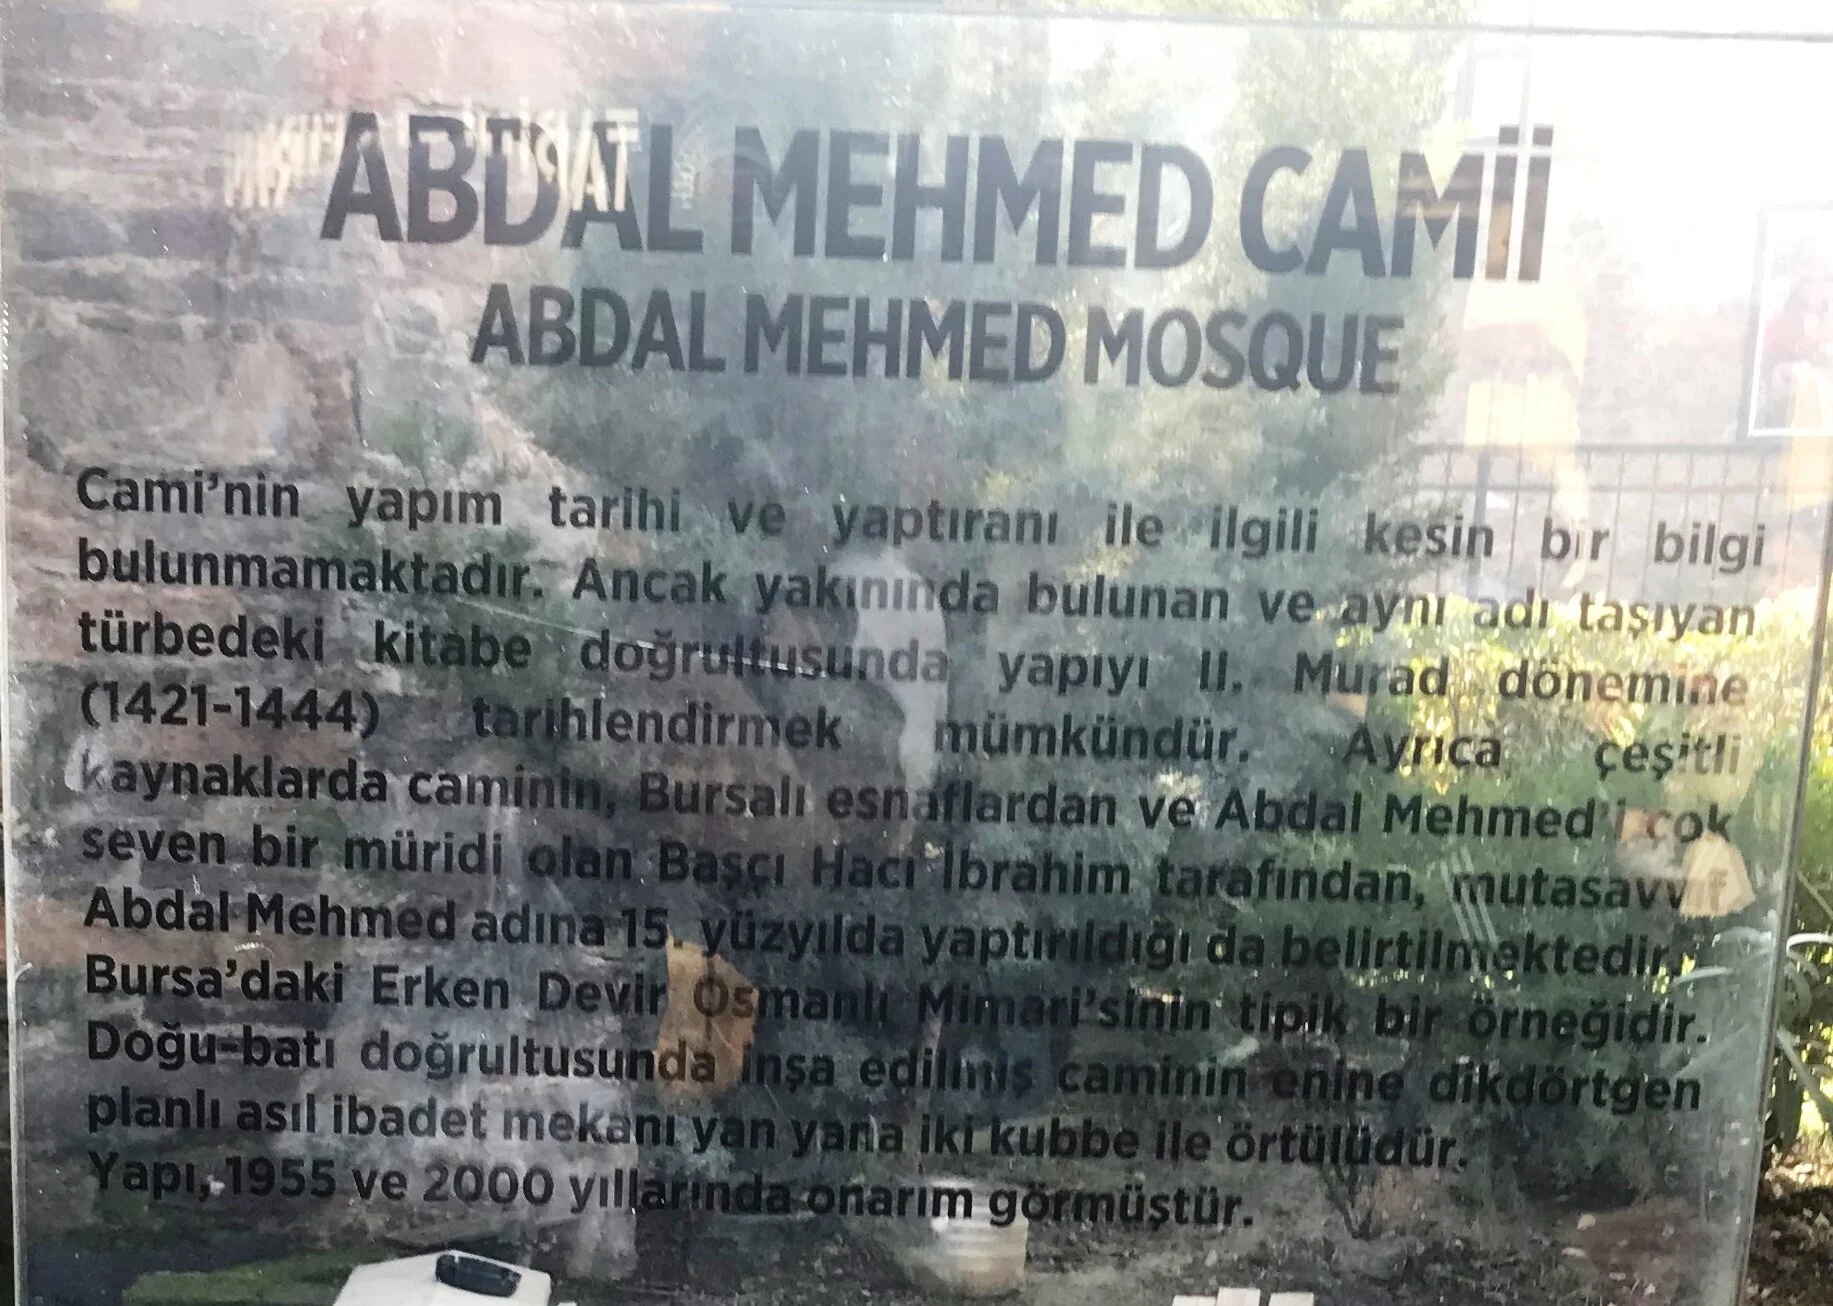 ABDAL MEHMED CAMİİ
ABDAL MEHMED MOSQUE
Cami'nin yapım tarihi ve yaptıranı ile ilgili kesin bir bilgi
bulunmamaktadır. Ancak yakınında bulunan ve aynı adı taşıyan
türbedeki kitabe doğrultusunda yapıyı II. Murad dönemine
(1421-1444) tarihlendirmek mümkündür. Ayrıca çeşitli
kaynaklarda caminin, Bursalı esnaflardan ve Abdal Mehmed'i çok
seven bir müridi olan Başçı Hacı İbrahim tarafından, mutasavvıf
Abdal Mehmed adına 15. yüzyılda yaptırıldığı da belirtilmektedir.
Bursa'daki Erken Devir Osmanlı Mimari'sinin tipik bir örneğidir.
Doğu-batı doğrultusunda inşa edilmiş caminin enine dikdörtgen
planlı asıl ibadet mekanı yan yana iki kubbe ile örtülüdür.
Yapı, 1955 ve 2000 yıllarında onarım görmüştür.